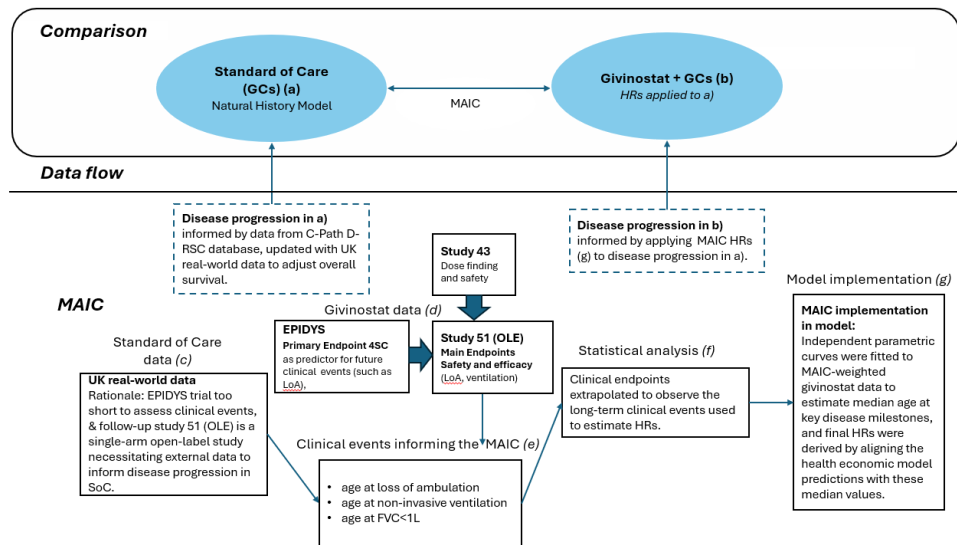 Comparison
Standard of Care
(GCs) (a)
Natural History Model
MAIC
Givinostat + GCs (b)
HRs applied to a)
Data flow
Disease progression in a)
informed by data from C-Path D-
RSC database, updated with UK
real-world data to adjust overall
survival.
Disease progression in b)
informed by applying MAIC HRs
(g) to disease progression in a).
MAIC
Study 43
Dose finding
and safety
Givinostat data (d)
EPIDYS
Primary Endpoint 4SC
as predictor for future
clinical events (such as
LoA),
Study 51 (OLE)
Main Endpoints
Safety and efficacy
(LoA, ventilation)
Standard of Care
data (c)
UK real-world data
Rationale: EPIDYS trial too
short to assess clinical events,
& follow-up study 51 (OLE) is a
single-arm open-label study
necessitating external data to
inform disease progression in
SoC.
Clinical events informing the MAIC (e)
• age at loss of ambulation
• age at non-invasive ventilation
• age at FVC<1L
Statistical analysis (f)
Clinical endpoints
extrapolated to observe the
long-term clinical events used
to estimate HRs.
Model implementation (g)
MAIC implementation
in model:
Independent parametric
curves were fitted to
MAIC-weighted
givinostat data to
estimate median age at
key disease milestones,
and final HRs were
derived by aligning the
health economic model
predictions with these
median values.